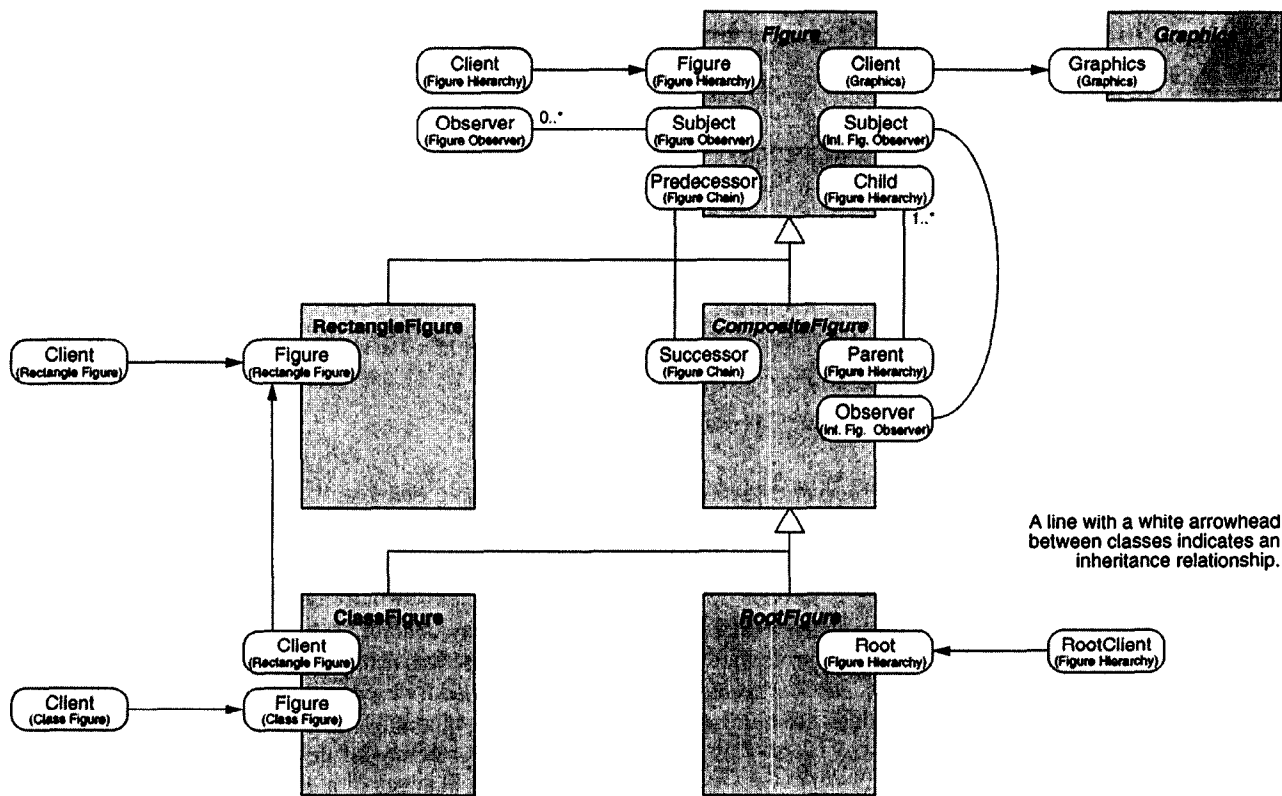 Figure
Graphics
Client
(Figure Hierarchy)
Figure
(Figure Hierarchy)
Client
(Graphics)
Graphics
(Graphics)
Observer
(Figure Observer)
0..*
Subject
(Figure Observer)
Subject
(Int. Fig. Observer)
Predecessor
(Figure Chain)
Child
(Figure Hierarchy)
1..*
RectangleFigure
CompositeFigure
Client
(Rectangle Figure)
Figure
(Rectangle Figure)
Successor
(Figure Chain)
Parent
(Figure Hierarchy)
Observer
(Int. Fig. Observer)
A line with a white arrowhead
between classes indicates an
inheritance relationship.
ClassFigure
RootFigure
Client
(Rectangle Figure)
Root
(Figure Hierarchy)
RootClient
(Figure Hierarchy)
Client
(Class Figure)
Figure
(Class Figure)